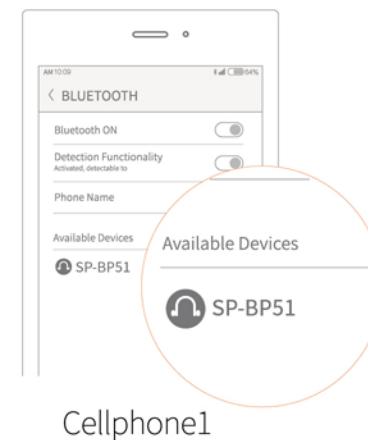 AM 10:09 64%
< BLUETOOTH
Bluetooth ON
Detection Functionality
Activated, detectable to
Phone Name
Available Devices
SP-BP51
Available Devices
SP-BP51
Cellphone1